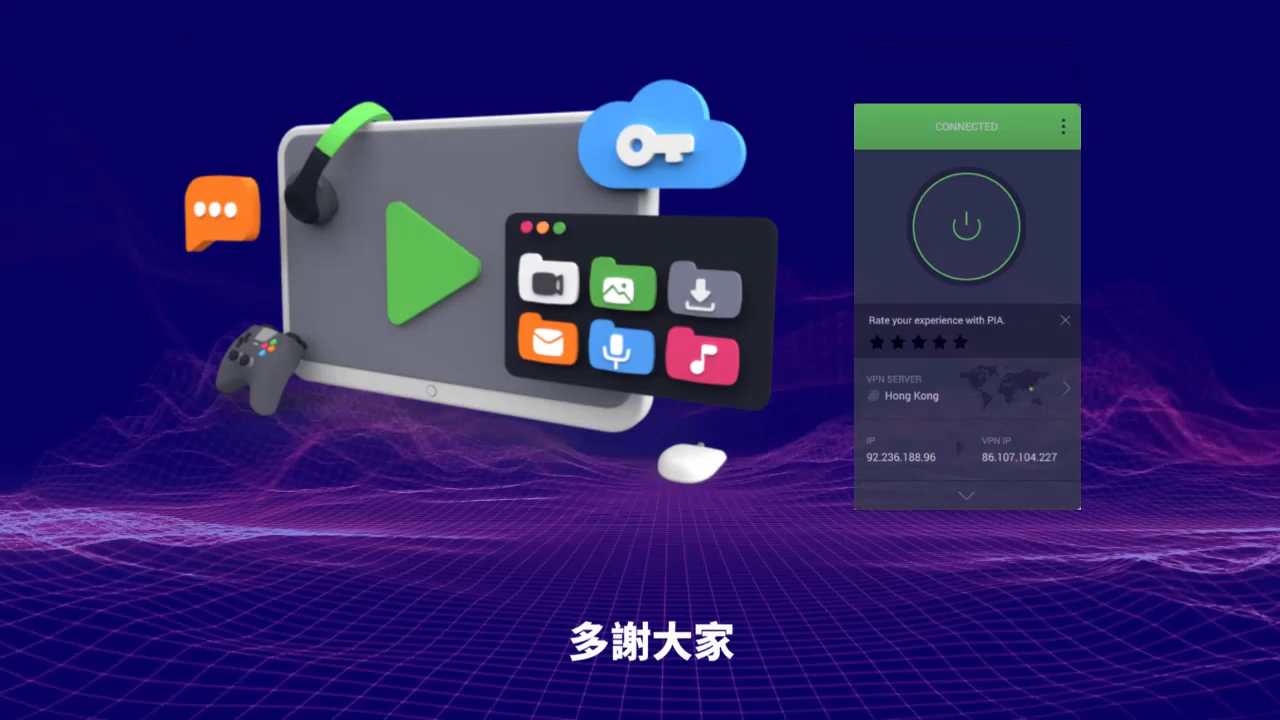 CONNECTED
Rate your experience with PIA.
VPN SERVER
Hong Kong
IP
VPN IP
92.236.188.96
86.107.104.227
多謝大家